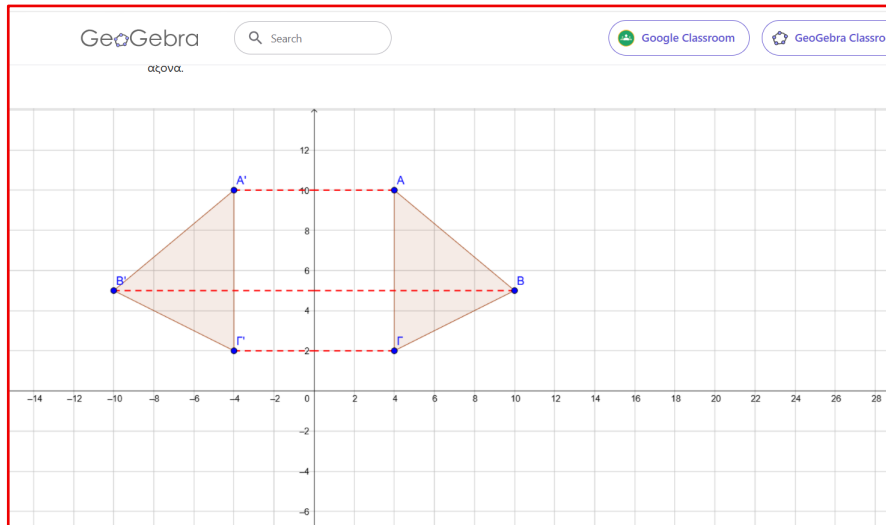 GeoGebra
Search
Google Classroom
GeoGebra Classro
άξονα.
12
A' A
10
8
6
B' B
4
Γ' Γ
2
-14 -12 -10 -8 -6 -4 -2 0 2 4 6 8 10 12 14 16 18 20 22 24 26 28
-2
-4
-6